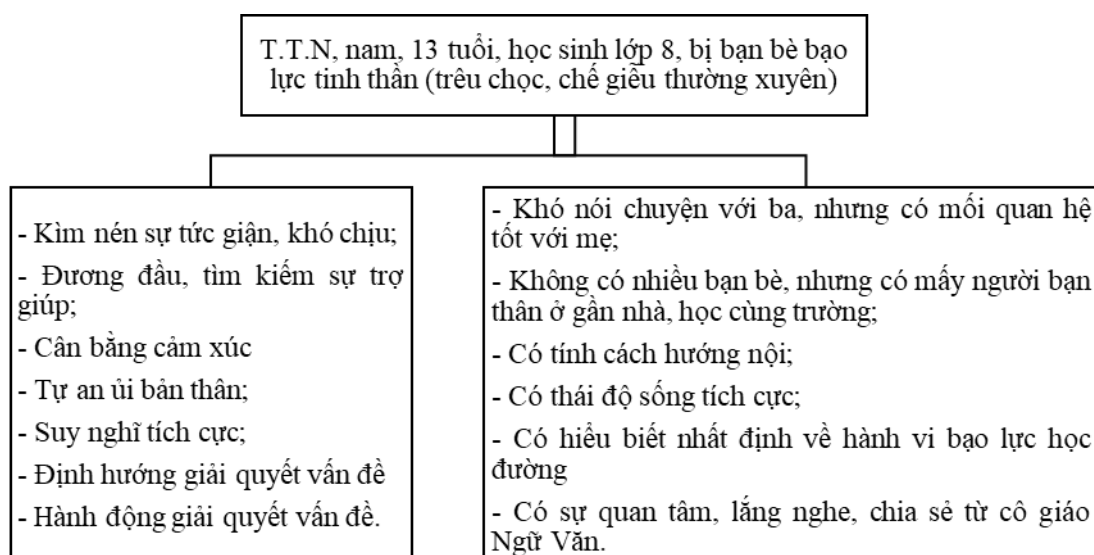 T.T.N, nam, 13 tuổi, học sinh lớp 8, bị bạn bè bạo
lực tinh thần (trêu chọc, chế giễu thường xuyên)
- Kìm nén sự tức giận, khó chịu;
- Đương đầu, tìm kiếm sự trợ
giúp;
- Cân bằng cảm xúc
- Tự an ủi bản thân;
- Suy nghĩ tích cực;
- Định hướng giải quyết vấn đề
- Hành động giải quyết vấn đề.
- Khó nói chuyện với ba, nhưng có mối quan hệ
tốt với mẹ;
- Không có nhiều bạn bè, nhưng có mấy người bạn
thân ở gần nhà, học cùng trường;
- Có tính cách hướng nội;
- Có thái độ sống tích cực;
- Có hiểu biết nhất định về hành vi bạo lực học
đường
- Có sự quan tâm, lắng nghe, chia sẻ từ cô giáo
Ngữ Văn.